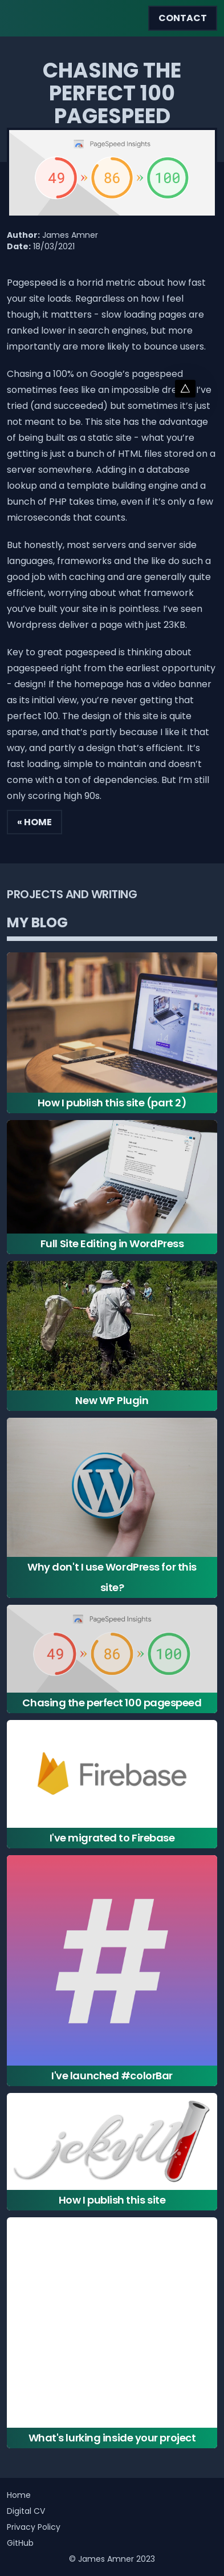 CONTACT
CHASING THE
PERFECT 100
PAGESPEED
PageSpeed Insights
49 » 86 » 100
Author: James Amner
Date: 18/03/2021
Pagespeed is a horrid metric about how fast
your site loads. Regardless on how I feel
though, it mattters - slow loading pages are
ranked lower in search engines, but more
importantly are more likely to bounce users.
Chasing a 100% on Google’s pagespeed
sometimes feels like an impossible order. I’ve
tried (and succeeded) but sometimes it’s just
not meant to be. This site has the advantage
of being built as a static site - what you’re
getting is just a bunch of HTML files stored on a
server somewhere. Adding in a database
lookup and a template building engine and a
bunch of PHP takes time, even if it’s only a few
microseconds that counts.
But honestly, most servers and server side
languages, frameworks and the like do such a
good job with caching and are generally quite
efficient, worrying about what framework
you’ve built your site in is pointless. I’ve seen
Wordpress deliver a page with just 23KB.
Key to great pagespeed is thinking about
pagespeed right from the earliest opportunity
- design! If the homepage has a video banner
as its initial view, you’re never getting that
perfect 100. The design of this site is quite
sparse, and that’s partly because I like it that
way, and partly a design that’s efficient. It’s
fast loading, simple to maintain and doesn’t
come with a ton of dependencies. But I’m still
only scoring high 90s.
« HOME
PROJECTS AND WRITING
MY BLOG
How I publish this site (part 2)
Full Site Editing in WordPress
New WP Plugin
Why don't I use WordPress for this
site?
PageSpeed Insights
49 » 86 » 100
Chasing the perfect 100 pagespeed
Firebase
I've migrated to Firebase
#
I've launched #colorBar
jekyll
How I publish this site
What's lurking inside your project
Home
Digital CV
Privacy Policy
GitHub
© James Amner 2023